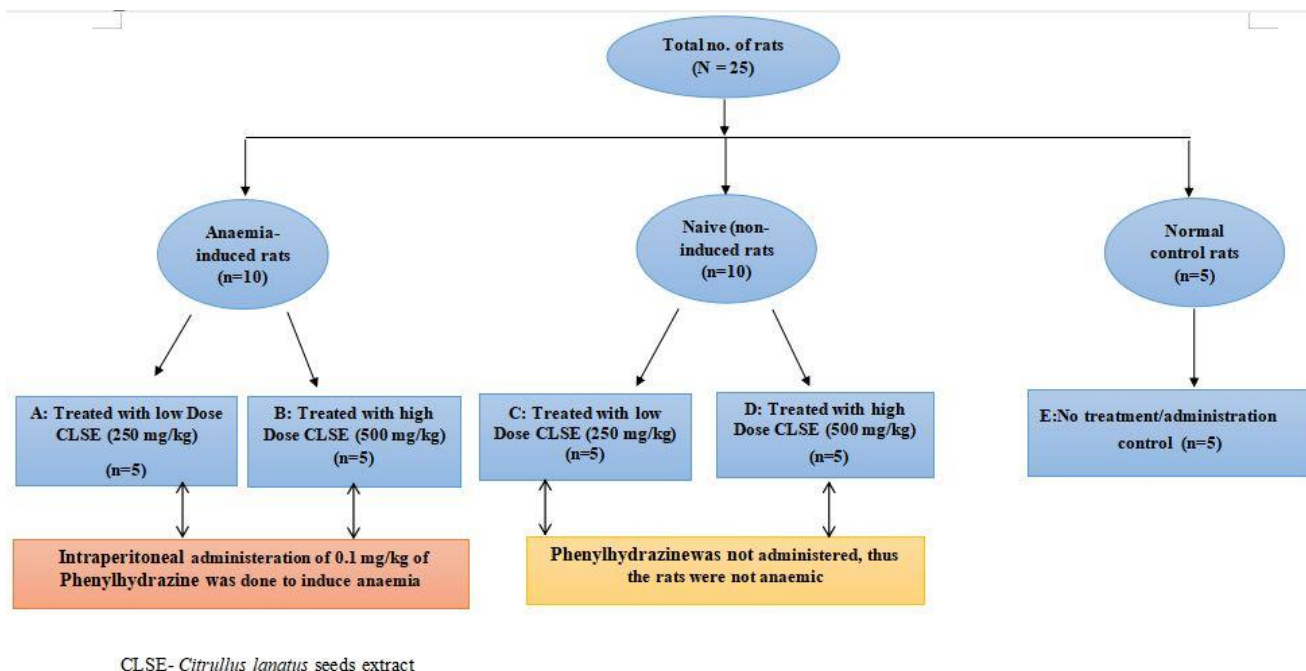 Total no. of rats
(N = 25)
Anaemia-
induced rats
(n=10)
Naive (non-
induced rats
(n=10)
Normal
control rats
(n=5)
A: Treated with low Dose
CLSE (250 mg/kg)
(n=5)
B: Treated with high
Dose CLSE (500 mg/kg)
(n=5)
C: Treated with low
Dose CLSE (250 mg/kg)
(n=5)
D: Treated with high
Dose CLSE (500 mg/kg)
(n=5)
E:No treatment/administration
control (n=5)
Intraperitoneal administeration of 0.1 mg/kg of
Phenylhydrazine was done to induce anaemia
Phenylhydrazinewas not administered, thus
the rats were not anaemic
CLSE- Citrullus lanatus seeds extract